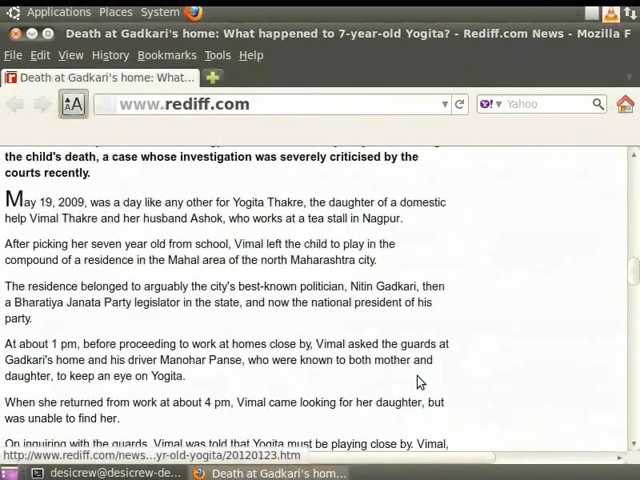 Applications Places System
Death at Gadkari's home: What happened to 7-year-old Yogita? - Rediff.com News - Mozilla F
File Edit View History Bookmarks Tools Help
Death at Gadkari's home: What...
AA www.rediff.com Yahoo
the child's death, a case whose investigation was severely criticised by the
courts recently.
May 19, 2009, was a day like any other for Yogita Thakre, the daughter of a domestic
help Vimal Thakre and her husband Ashok, who works at a tea stall in Nagpur.
After picking her seven year old from school, Vimal left the child to play in the
compound of a residence in the Mahal area of the north Maharashtra city.
The residence belonged to arguably the city's best-known politician, Nitin Gadkari, then
a Bharatiya Janata Party legislator in the state, and now the national president of his
party.
At about 1 pm, before proceeding to work at homes close by, Vimal asked the guards at
Gadkari's home and his driver Manohar Panse, who were known to both mother and
daughter, to keep an eye on Yogita.
When she returned from work at about 4 pm, Vimal came looking for her daughter, but
was unable to find her.
On inquiring with the guards, Vimal was told that Yogita must be playing close by. Vimal,
http://www.rediff.com/news...yr-old-yogita/20120123.htm
desicrew@desicrew-de... Death at Gadkari's hom...